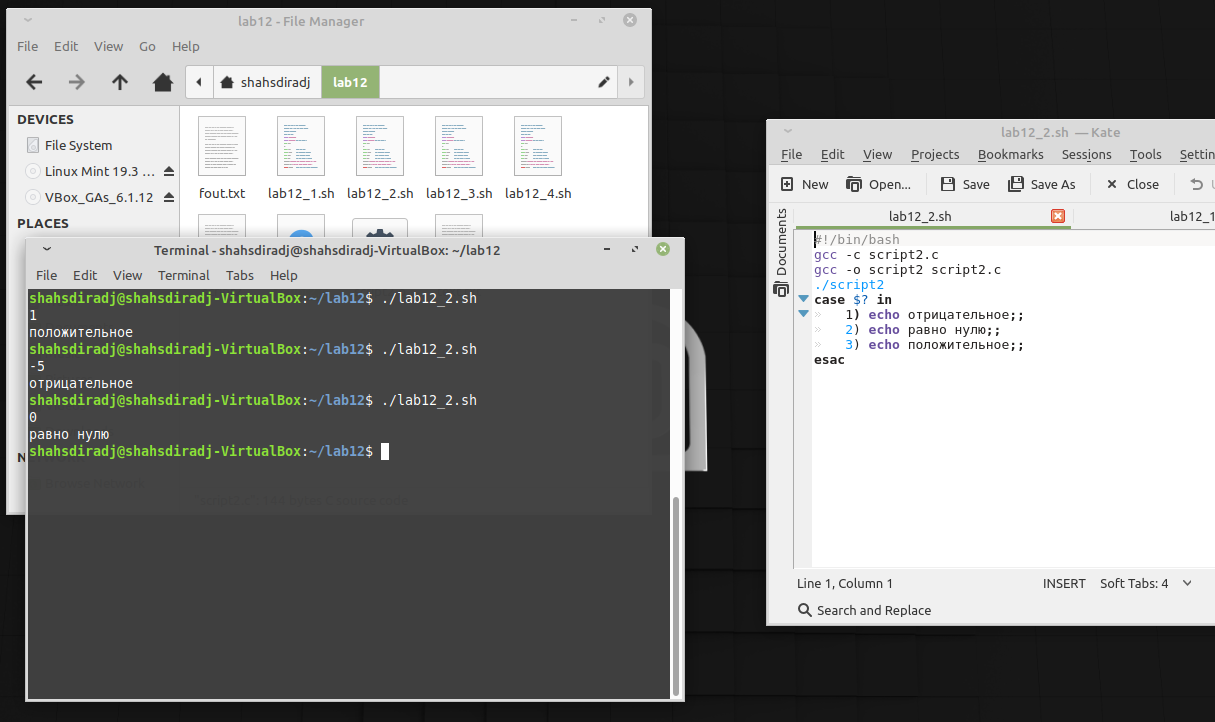 lab12 - File Manager
File Edit View Go Help
shahsdiradj lab12
DEVICES
File System
Linux Mint 19.3 ...
VBox_GAs_6.1.12
PLACES
fout.txt lab12_1.sh lab12_2.sh lab12_3.sh lab12_4.sh
Terminal - shahsdiradj@shahsdiradj-VirtualBox: ~/lab12
File Edit View Terminal Tabs Help
shahsdiradj@shahsdiradj-VirtualBox:~/lab12$ ./lab12_2.sh
1
положительное
shahsdiradj@shahsdiradj-VirtualBox:~/lab12$ ./lab12_2.sh
-5
отрицательное
shahsdiradj@shahsdiradj-VirtualBox:~/lab12$ ./lab12_2.sh
0
равно нулю
shahsdiradj@shahsdiradj-VirtualBox:~/lab12$
lab12_2.sh — Kate
File Edit View Projects Bookmarks Sessions Tools Settin
New Open... Save Save As Close
lab12_2.sh lab12_1
Documents
#!/bin/bash
gcc -c script2.c
gcc -o script2 script2.c
./script2
case $? in
» 1) echo отрицательное;;
» 2) echo равно нулю;;
» 3) echo положительное;;
esac
Line 1, Column 1 INSERT Soft Tabs: 4
Search and Replace